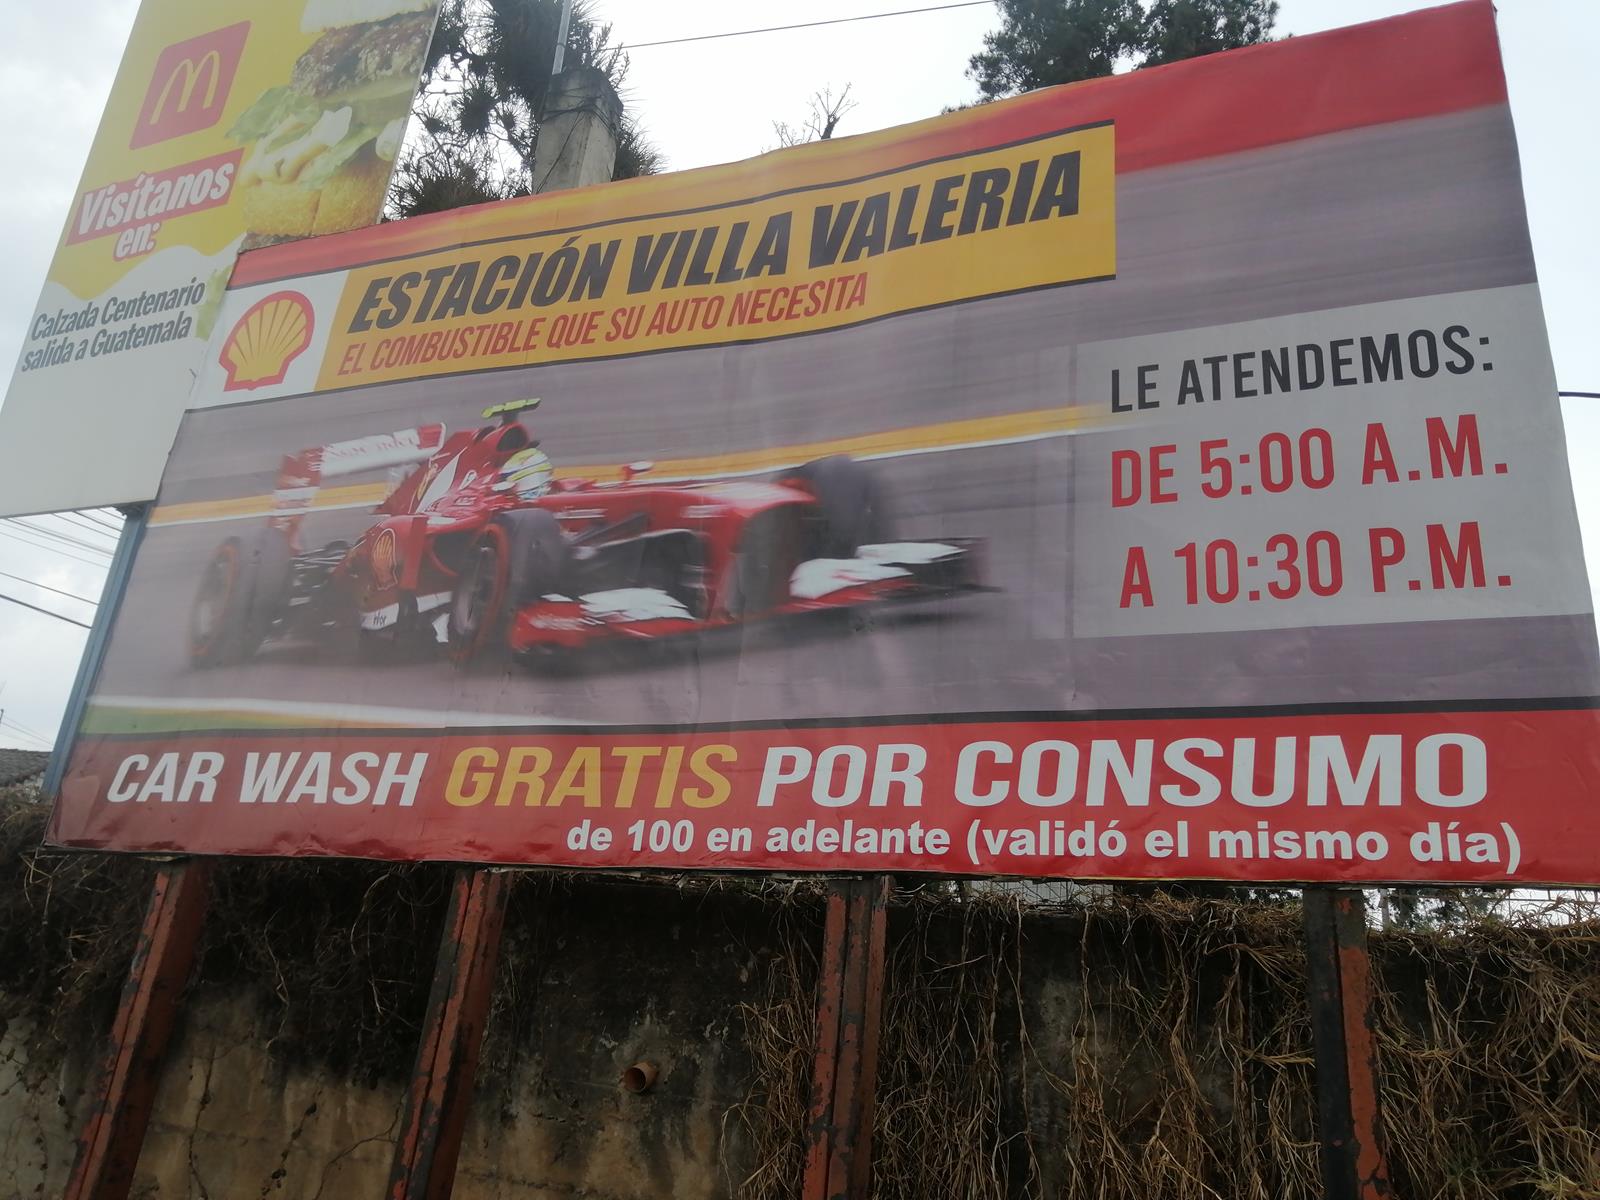 Visítanos
en:
Calzada Centenario
salida a Guatemala
ESTACIÓN VILLA VALERIA
EL COMBUSTIBLE QUE SU AUTO NECESITA
LE ATENDEMOS:
DE 5:00 A.M.
A 10:30 P.M.
CAR WASH GRATIS POR CONSUMO
de 100 en adelante (validó el mismo día)